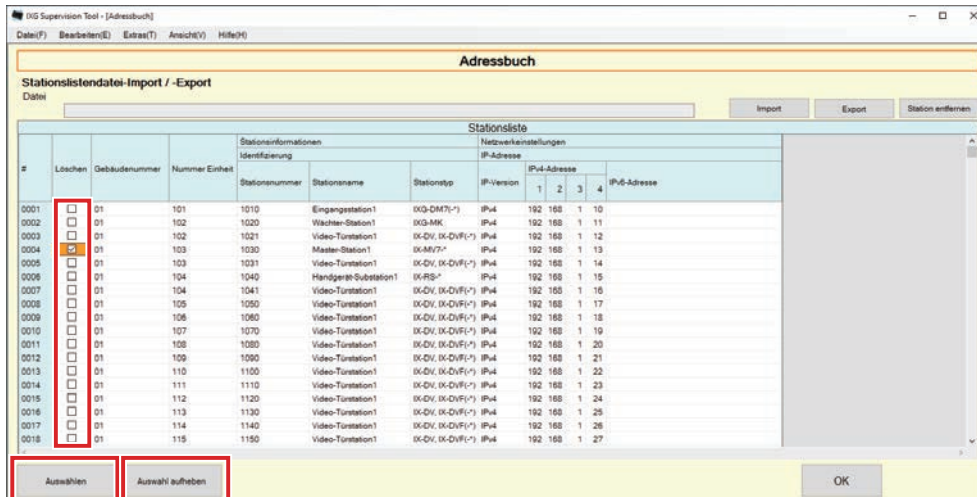 IXG Supervision Tool - [Adressbuch]
Datei(F) Bearbeiten(E) Extras(T) Ansicht(V) Hilfe(H)
Adressbuch
Stationslistendatei-Import / -Export
Datei
Import Export Station entfernen
Stationsliste
Stationsinformationen Netzwerkeinstellungen
Identifizierung IP-Adresse
# Löschen Gebäudenummer Nummer Einheit Stationsnummer Stationsname Stationstyp IP-Version IPv4-Adresse IPv6-Adresse
1 2 3 4
0001 01 101 1010 Eingangsstation1 IXG-DM7(-*) IPv4 192 168 1 10
0002 01 102 1020 Wächter-Station1 IXG-MK IPv4 192 168 1 11
0003 01 102 1021 Video-Türstation1 IX-DV, IX-DVF(-*) IPv4 192 168 1 12
0004 01 103 1030 Master-Station1 IX-MV7-* IPv4 192 168 1 13
0005 01 103 1031 Video-Türstation1 IX-DV, IX-DVF(-*) IPv4 192 168 1 14
0006 01 104 1040 Handgerät-Substation1 IX-RS-* IPv4 192 168 1 15
0007 01 104 1041 Video-Türstation1 IX-DV, IX-DVF(-*) IPv4 192 168 1 16
0008 01 105 1050 Video-Türstation1 IX-DV, IX-DVF(-*) IPv4 192 168 1 17
0009 01 106 1060 Video-Türstation1 IX-DV, IX-DVF(-*) IPv4 192 168 1 18
0010 01 107 1070 Video-Türstation1 IX-DV, IX-DVF(-*) IPv4 192 168 1 19
0011 01 108 1080 Video-Türstation1 IX-DV, IX-DVF(-*) IPv4 192 168 1 20
0012 01 109 1090 Video-Türstation1 IX-DV, IX-DVF(-*) IPv4 192 168 1 21
0013 01 110 1100 Video-Türstation1 IX-DV, IX-DVF(-*) IPv4 192 168 1 22
0014 01 111 1110 Video-Türstation1 IX-DV, IX-DVF(-*) IPv4 192 168 1 23
0015 01 112 1120 Video-Türstation1 IX-DV, IX-DVF(-*) IPv4 192 168 1 24
0016 01 113 1130 Video-Türstation1 IX-DV, IX-DVF(-*) IPv4 192 168 1 25
0017 01 114 1140 Video-Türstation1 IX-DV, IX-DVF(-*) IPv4 192 168 1 26
0018 01 115 1150 Video-Türstation1 IX-DV, IX-DVF(-*) IPv4 192 168 1 27
Auswählen Auswahl aufheben OK